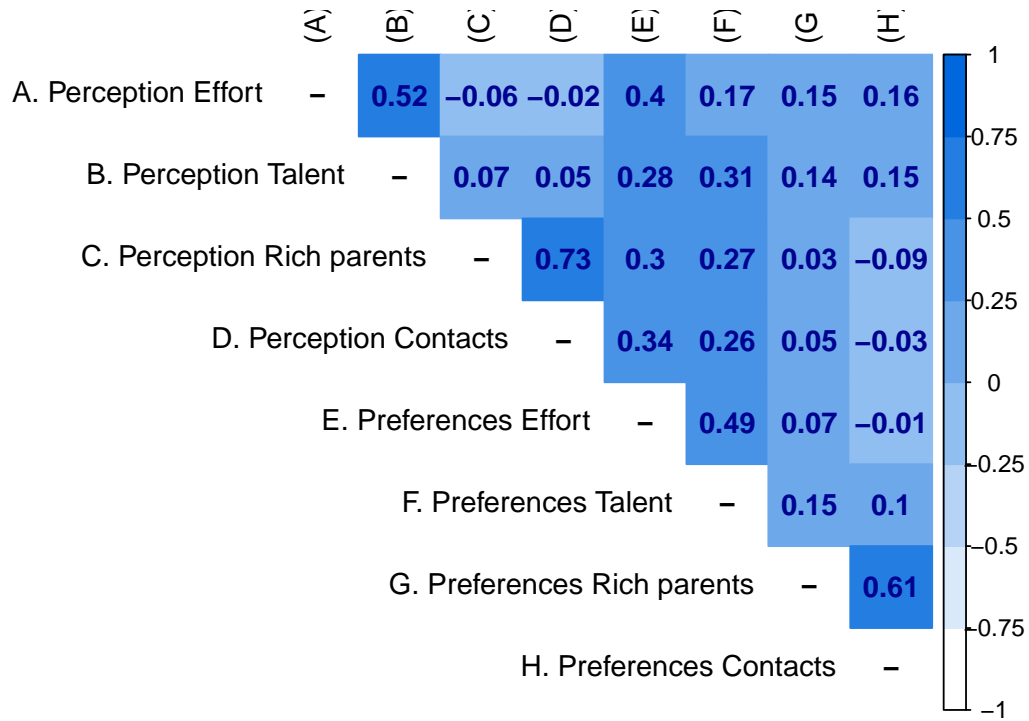 (A) (B) (C) (D) (E) (F) (G (H)
1
A. Perception Effort – 0.52 −0.06 −0.02 0.4 0.17 0.15 0.16
0.75
B. Perception Talent – 0.07 0.05 0.28 0.31 0.14 0.15
0.5
C. Perception Rich parents – 0.73 0.3 0.27 0.03 −0.09
0.25
D. Perception Contacts – 0.34 0.26 0.05 −0.03
0
E. Preferences Effort – 0.49 0.07 −0.01
−0.25
F. Preferences Talent – 0.15 0.1
−0.5
G. Preferences Rich parents – 0.61
−0.75
H. Preferences Contacts –
−1